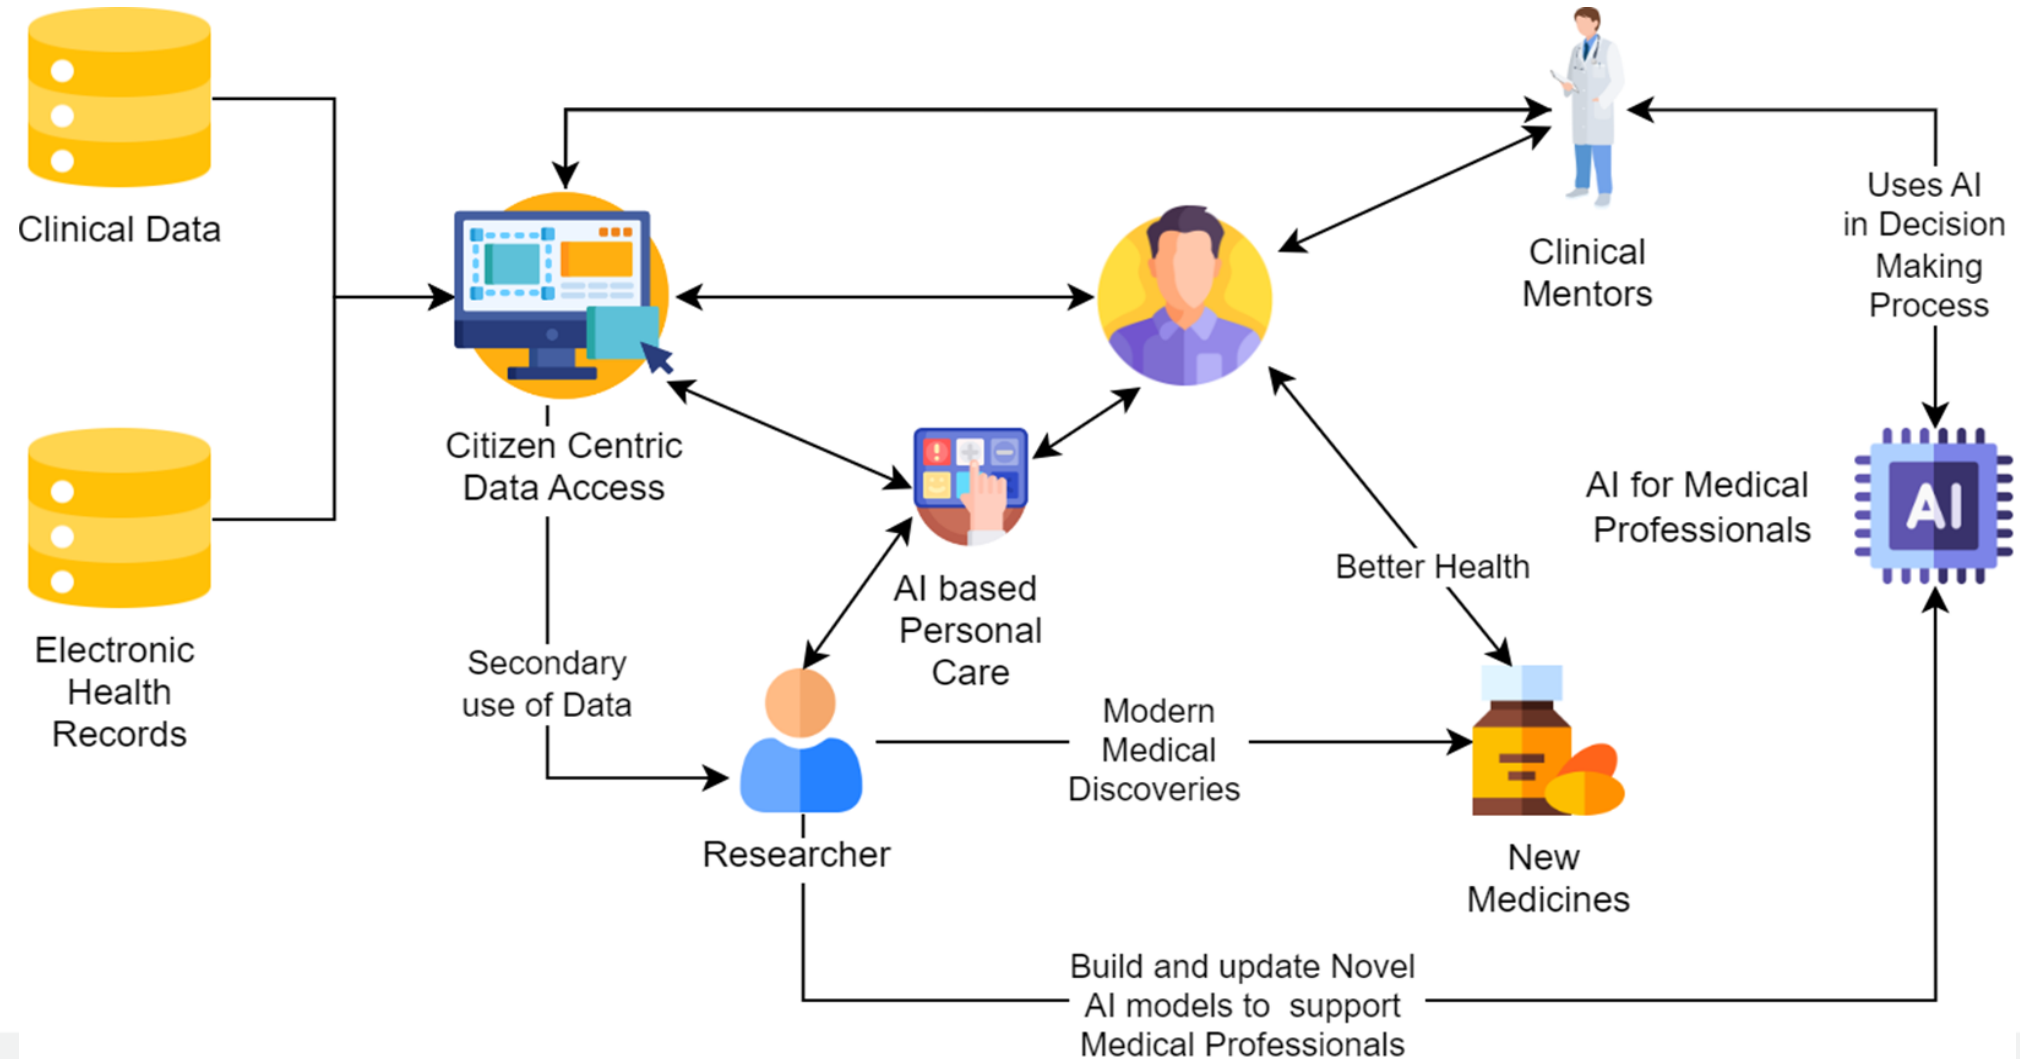 Clinical Data
Electronic
Health
Records
Citizen Centric
Data Access
Secondary
use of Data
AI based
Personal
Care
Researcher
Modern
Medical
Discoveries
Better Health
New
Medicines
Build and update Novel
AI models to support
Medical Professionals
Clinical
Mentors
Uses AI
in Decision
Making
Process
AI for Medical
Professionals
AI